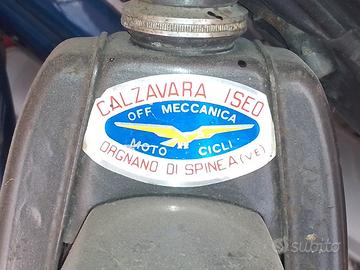 CALZAVARA ISEO
OFF. MECCANICA
MOTO CICLI
ORGNANO DI SPINEA (VE)
subito